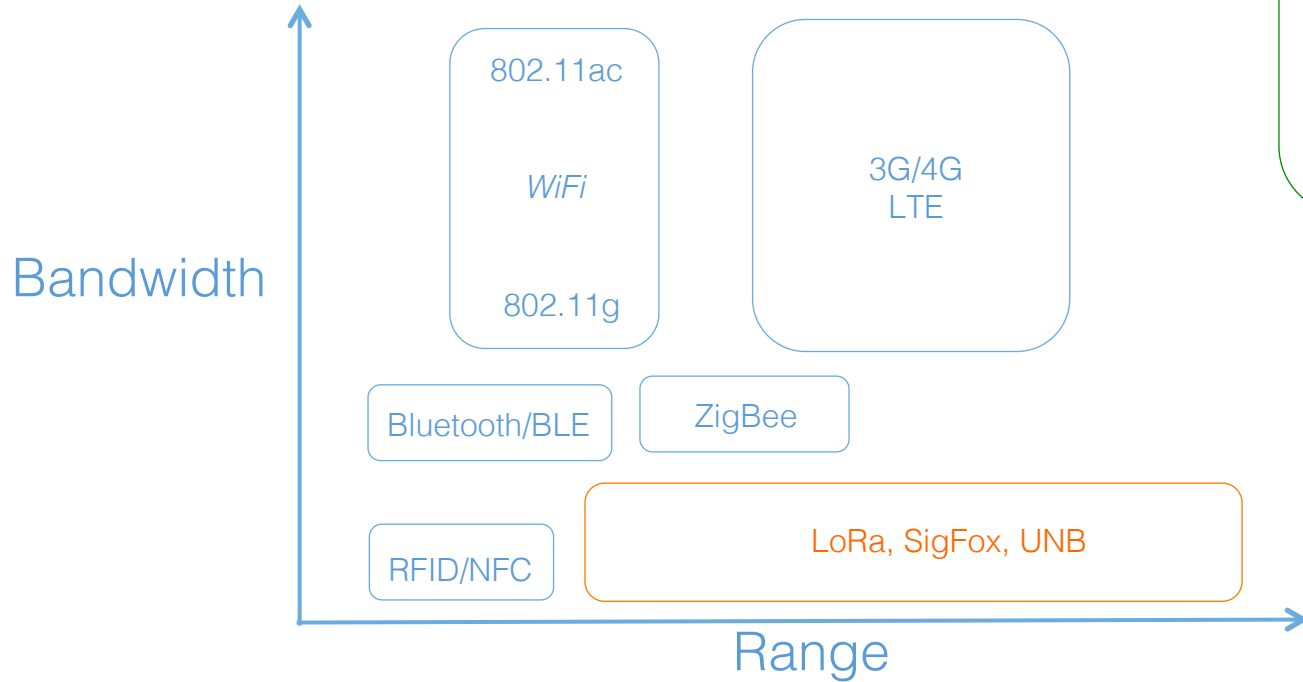 802.11ac
WiFi
802.11g
3G/4G
LTE
Bandwidth
Bluetooth/BLE
ZigBee
RFID/NFC
LoRa, SigFox, UNB
Range